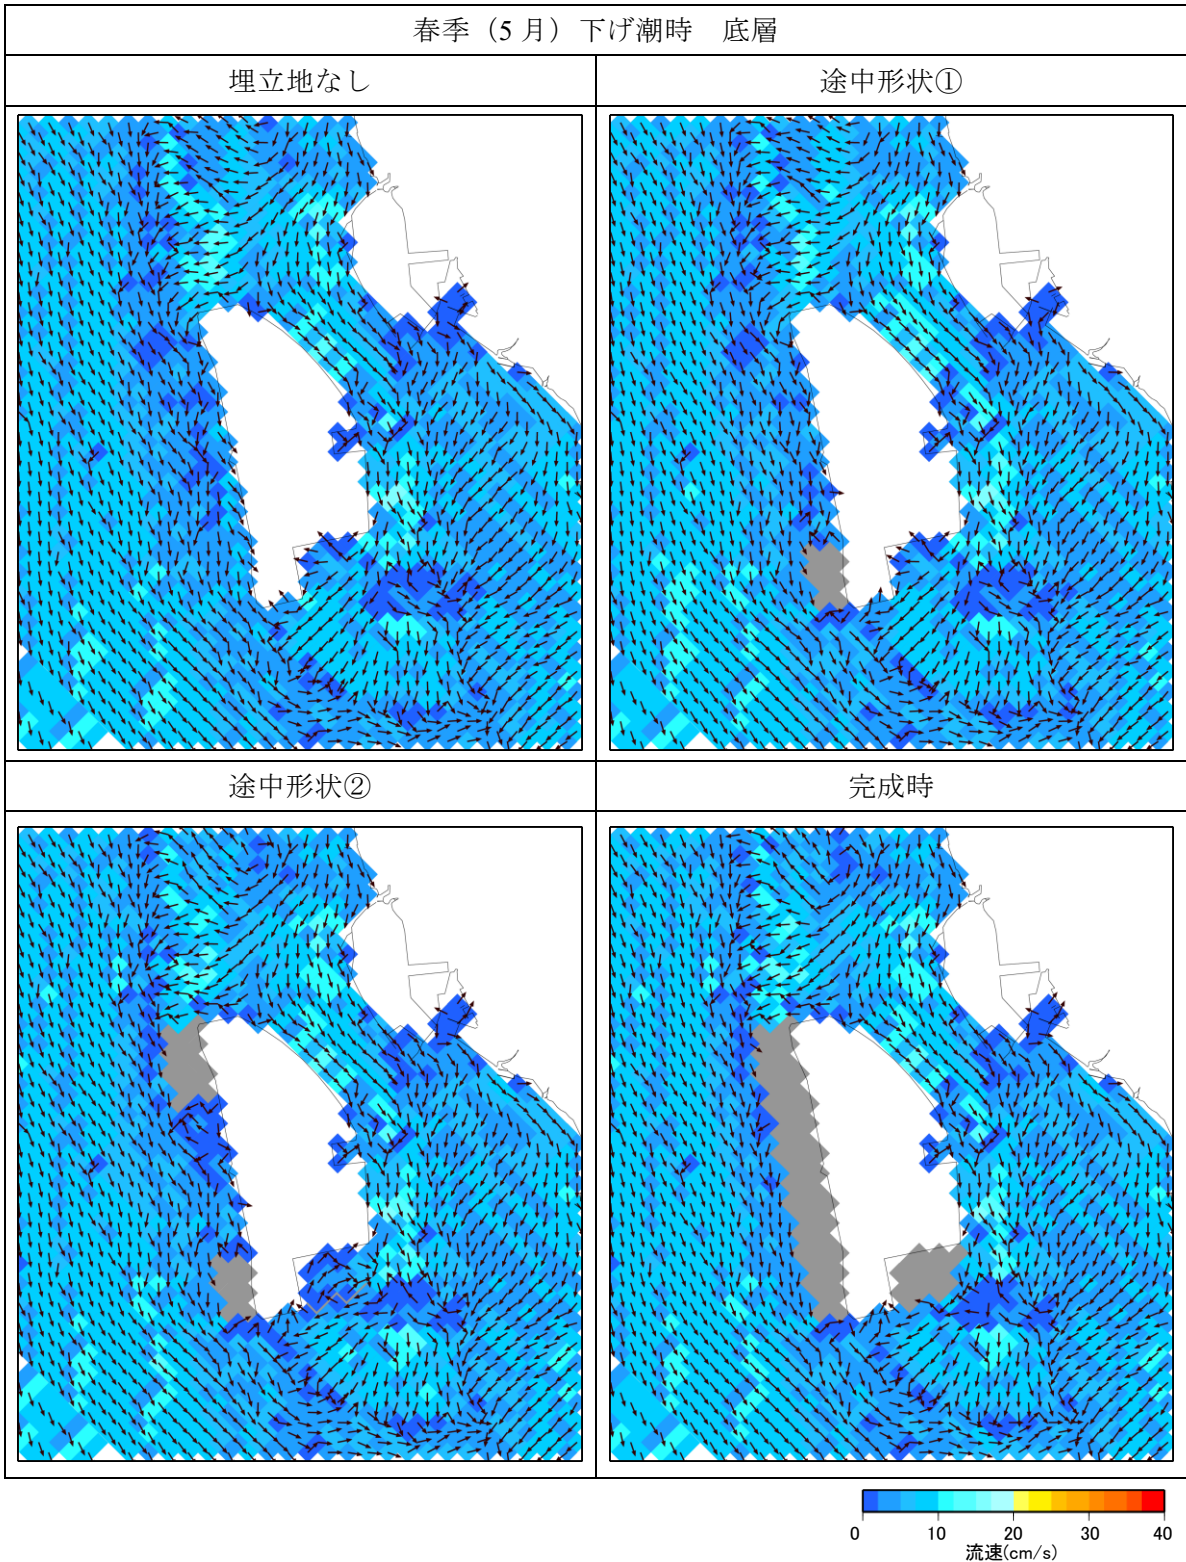 春季（5月）下げ潮時　底層
埋立地なし
途中形状①
途中形状②
完成時
0 10 20 30 40
流速(cm/s)